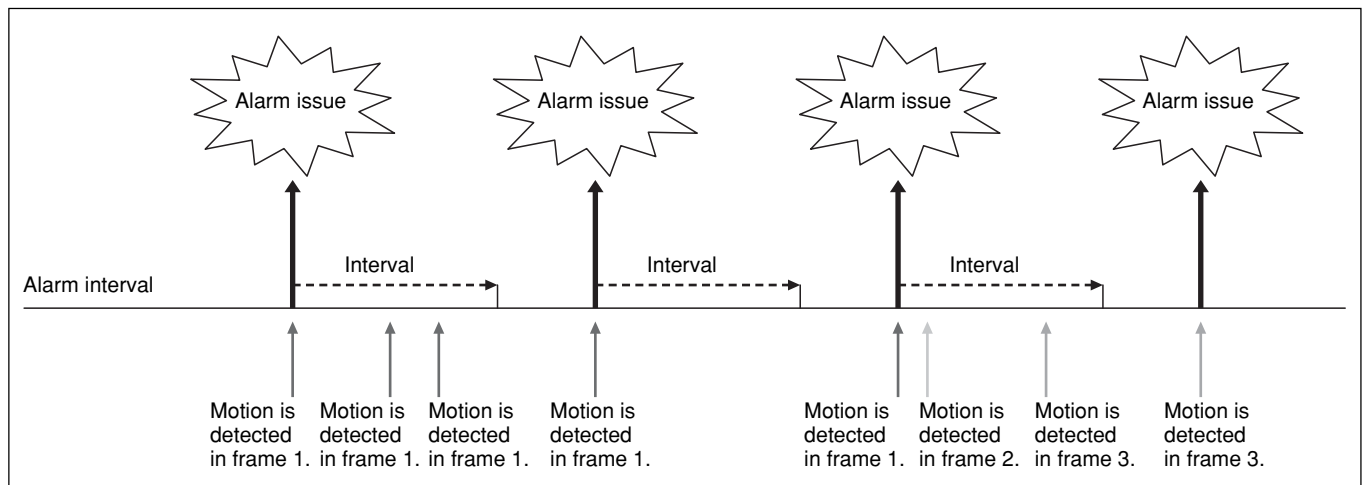 Alarm issue
Alarm issue
Alarm issue
Alarm issue
Interval
Interval
Interval
Alarm interval
Motion is
detected
in frame 1.
Motion is
detected
in frame 1.
Motion is
detected
in frame 1.
Motion is
detected
in frame 1.
Motion is
detected
in frame 1.
Motion is
detected
in frame 2.
Motion is
detected
in frame 3.
Motion is
detected
in frame 3.